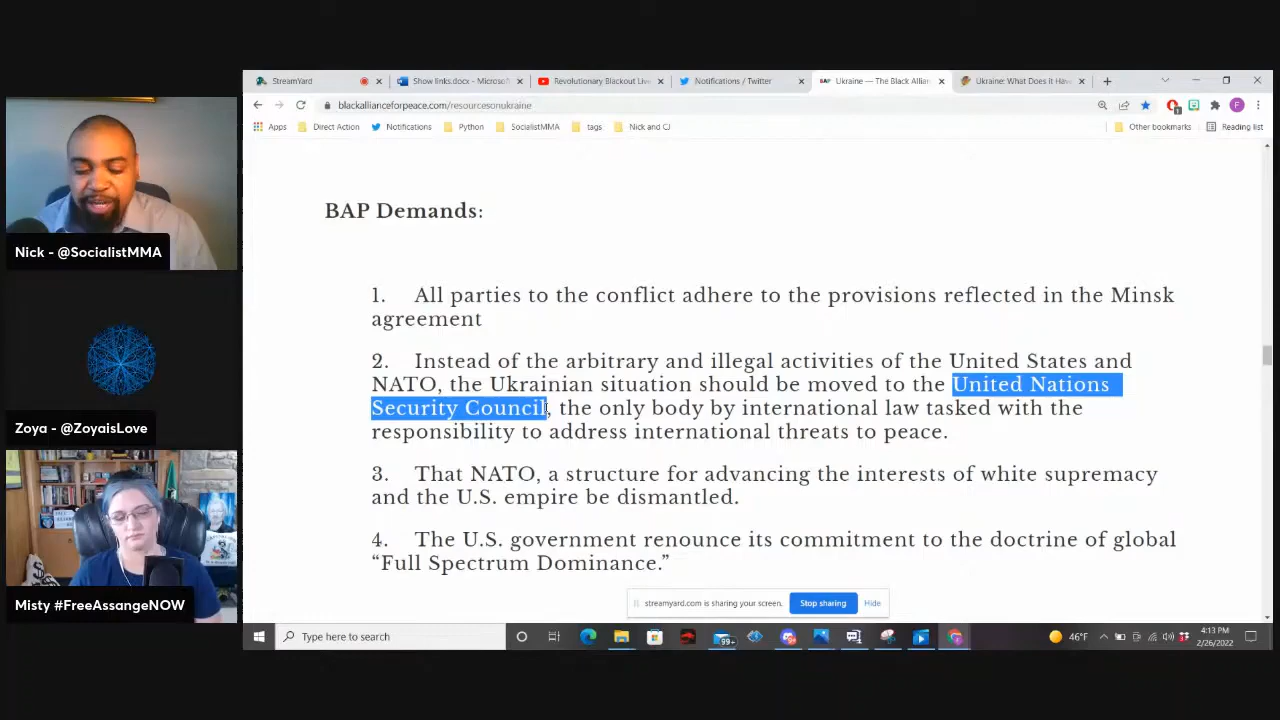 StreamYard
Show links.docx - Microsoft
Revolutionary Blackout Live
Notifications / Twitter
BAP Ukraine — The Black Allian
Ukraine: What Does it Hav
blackallianceforpeace.com/resourcesonukraine
F
Apps
Direct Action
Notifications
Python
SocialistMMA
tags
Nick and CJ
Other bookmarks
Reading list
Nick - @SocialistMMA
Zoya - @ZoyaisLove
Misty #FreeAssangeNOW
BAP Demands:
1. All parties to the conflict adhere to the provisions reflected in the Minsk
agreement
2. Instead of the arbitrary and illegal activities of the United States and
NATO, the Ukrainian situation should be moved to the United Nations
Security Council, the only body by international law tasked with the
responsibility to address international threats to peace.
3. That NATO, a structure for advancing the interests of white supremacy
and the U.S. empire be dismantled.
4. The U.S. government renounce its commitment to the doctrine of global
“Full Spectrum Dominance.”
streamyard.com is sharing your screen.
Stop sharing
Hide
Type here to search
99+
46°F
4:13 PM
2/26/2022